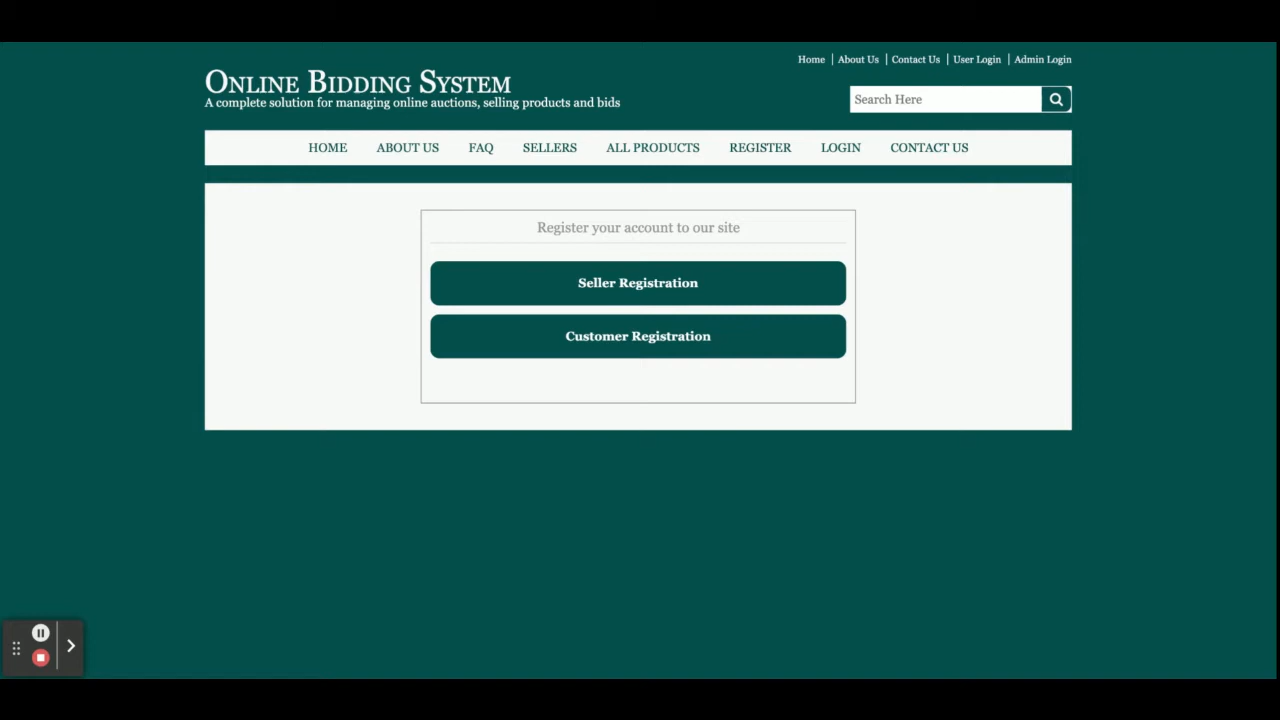 Home | About Us | Contact Us | User Login | Admin Login
ONLINE BIDDING SYSTEM
A complete solution for managing online auctions, selling products and bids
Search Here
HOME ABOUT US FAQ SELLERS ALL PRODUCTS REGISTER LOGIN CONTACT US
Register your account to our site
Seller Registration
Customer Registration